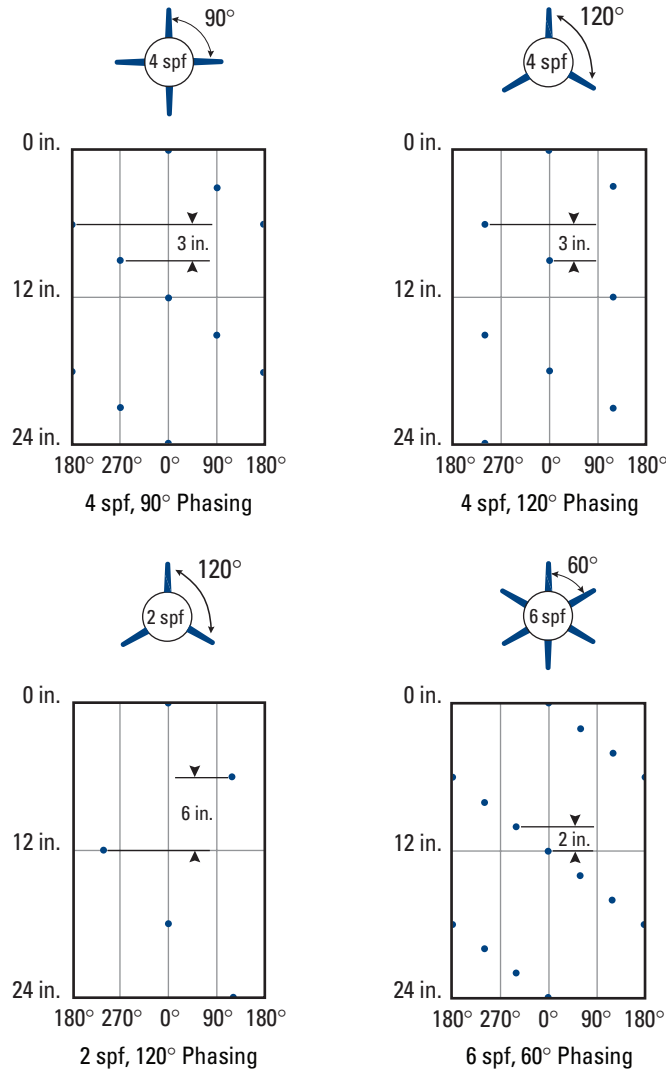 90°
4 spf
0 in.
3 in.
12 in.
24 in.
180° 270° 0° 90° 180°
4 spf, 90° Phasing
120°
4 spf
0 in.
3 in.
12 in.
24 in.
180° 270° 0° 90° 180°
4 spf, 120° Phasing
120°
2 spf
0 in.
6 in.
12 in.
24 in.
180° 270° 0° 90° 180°
2 spf, 120° Phasing
60°
6 spf
0 in.
2 in.
12 in.
24 in.
180° 270° 0° 90° 180°
6 spf, 60° Phasing